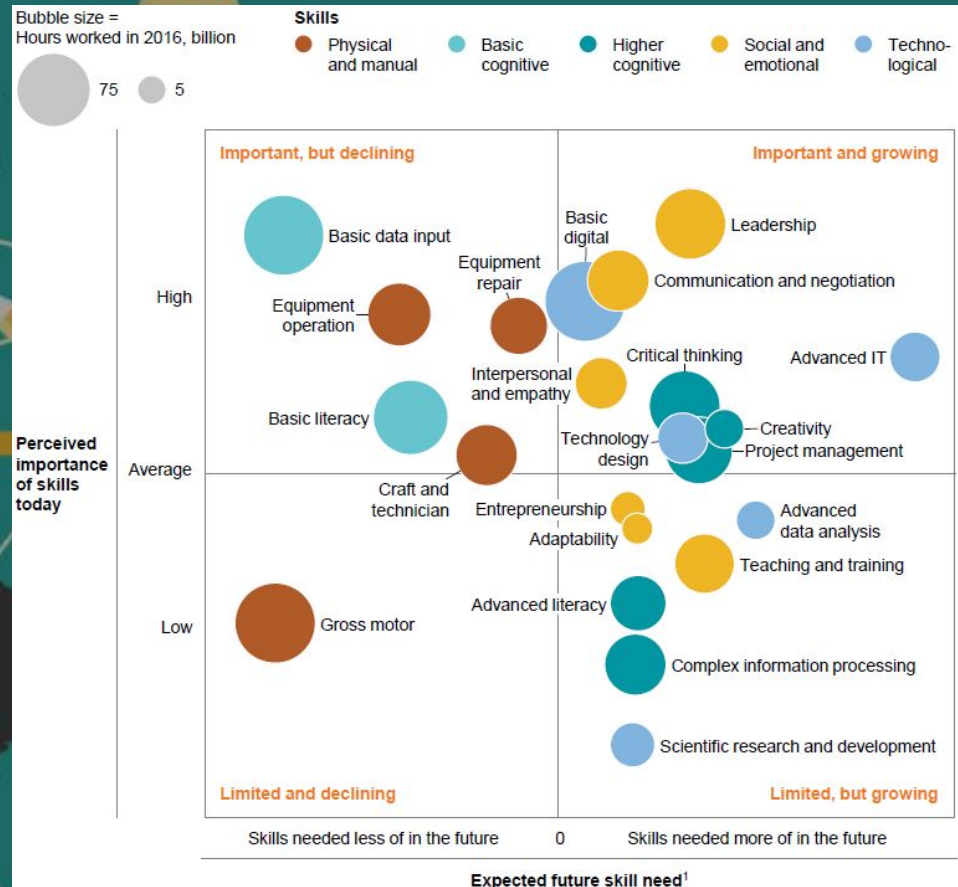 Bubble size =
Hours worked in 2016, billion
75
5
Skills
Physical
and manual
Basic
cognitive
Higher
cognitive
Social and
emotional
Techno-
logical
Important, but declining
Important and growing
Basic data input
Basic
digital
Leadership
Equipment
repair
Communication and negotiation
High
Equipment
operation
Critical thinking
Advanced IT
Interpersonal
and empathy
Basic literacy
Creativity
Technology
design
Project management
Perceived
importance
of skills
today
Average
Craft and
technician
Entrepreneurship
Adaptability
Advanced
data analysis
Teaching and training
Advanced literacy
Low
Gross motor
Complex information processing
Scientific research and development
Limited and declining
Limited, but growing
Skills needed less of in the future
0
Skills needed more of in the future
Expected future skill need¹